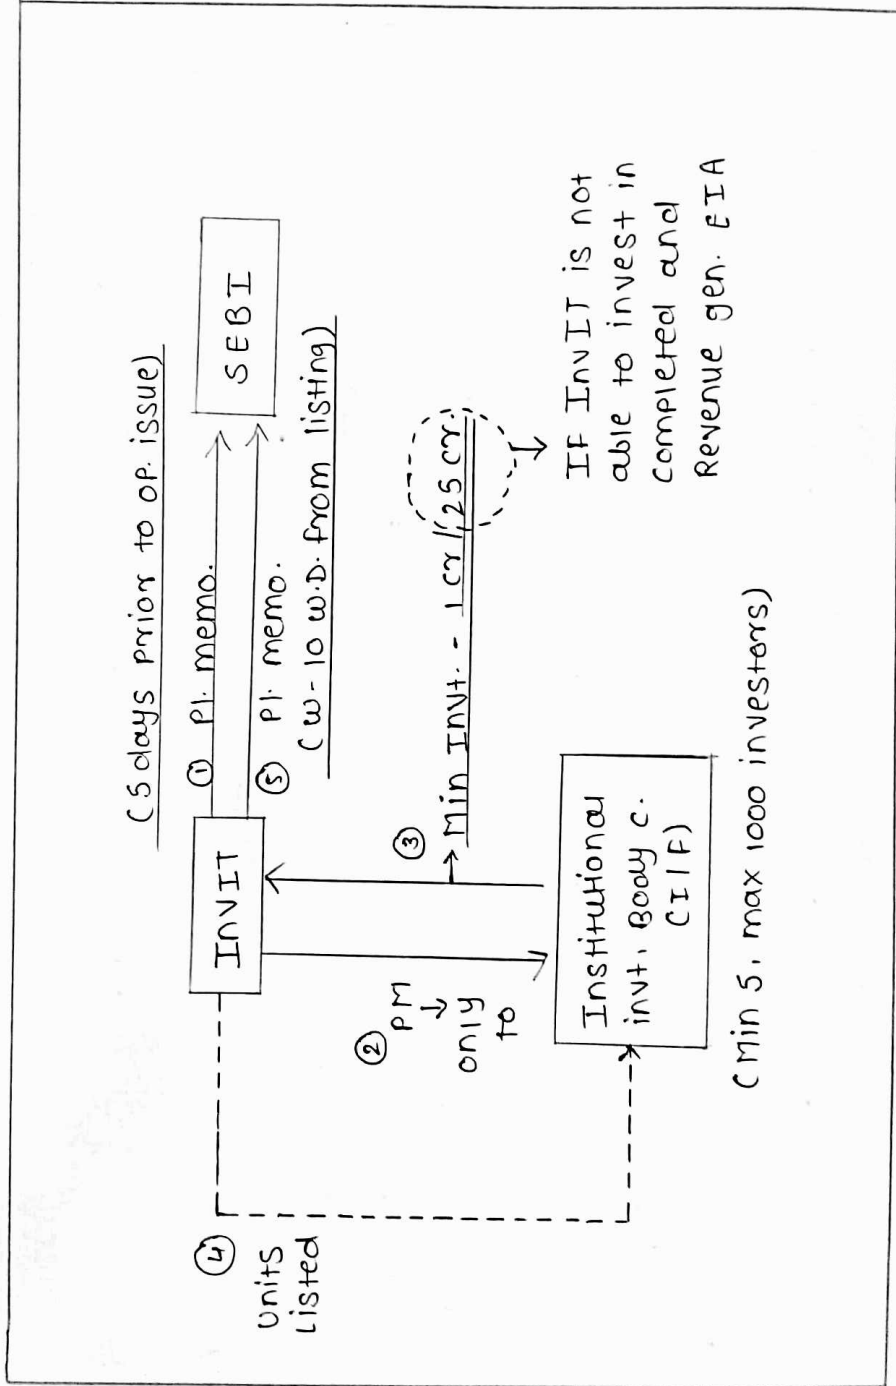 (5 days prior to op. issue)
① Pl. memo.
InvIT
SEBI
⑤ Pl. memo.
(W-10 W.D. from listing)
④
Units
Listed
② PM
↓
only
to
③
→ Min Invt. - 1 cr/25 cr.
Institutional
invt. Body c.
(I/F)
IF InvIT is not
able to invest in
completed and
Revenue gen. EIA
(Min 5, max 1000 investors)